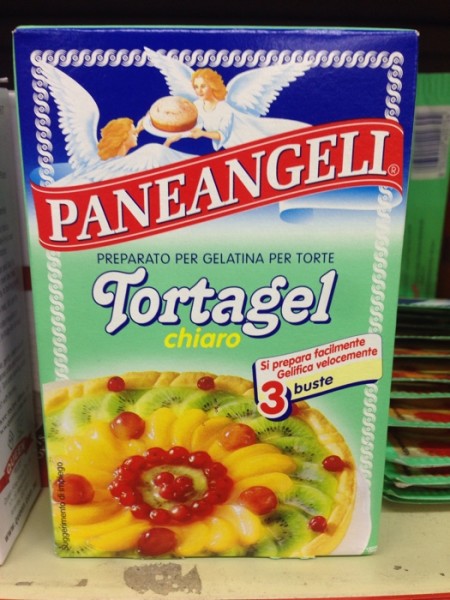 PANEANGELI®
PREPARATO PER GELATINA PER TORTE
Tortagel
chiaro
Si prepara facilmente
Gelifica velocemente
3 buste
Suggerimento di impiego